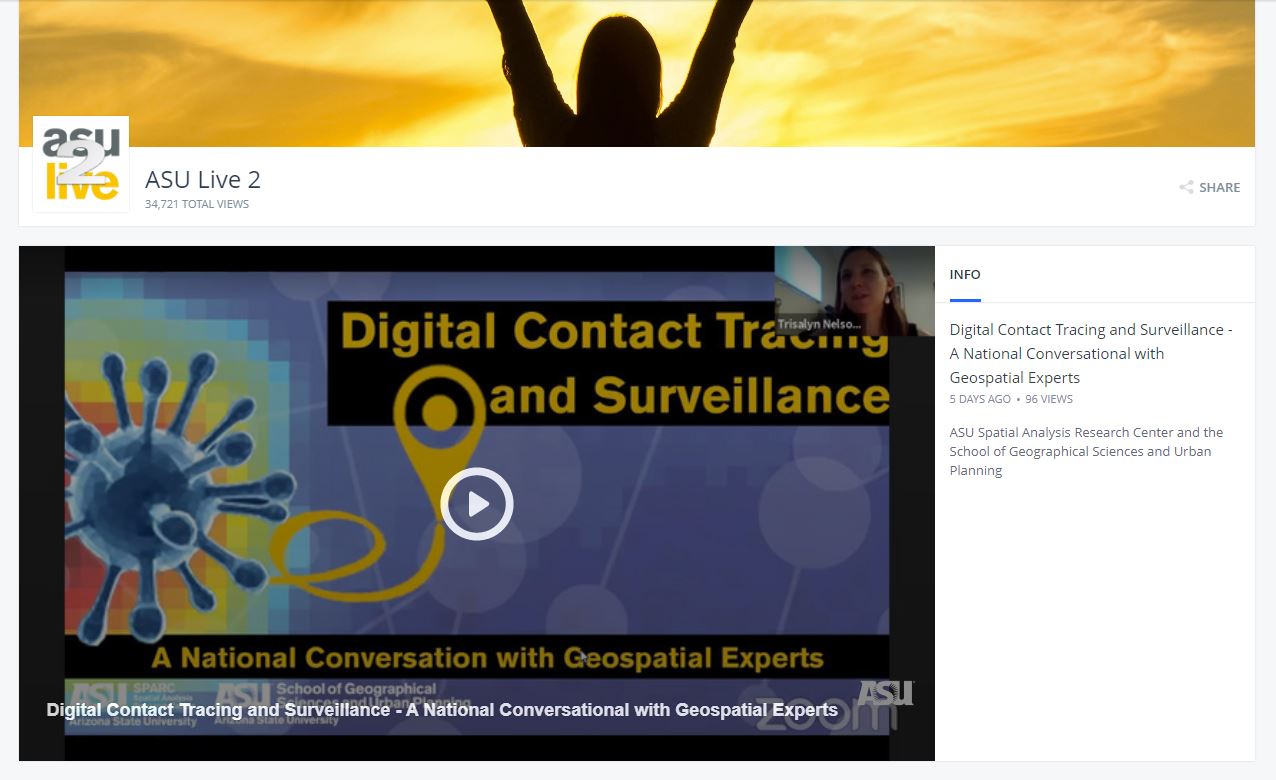 asu
2
live
ASU Live 2
34,721 TOTAL VIEWS
SHARE
Trisalyn Nelso...
Digital Contact Tracing
and Surveillance
A National Conversation with Geospatial Experts
ASU SPARC
Spatial Analysis
Arizona State University
ASU School of Geographical
Sciences and Urban Planning
Arizona State University
Digital Contact Tracing and Surveillance - A National Conversational with Geospatial Experts
zoom
ASU
INFO
Digital Contact Tracing and Surveillance -
A National Conversational with
Geospatial Experts
5 DAYS AGO • 96 VIEWS
ASU Spatial Analysis Research Center and the
School of Geographical Sciences and Urban
Planning